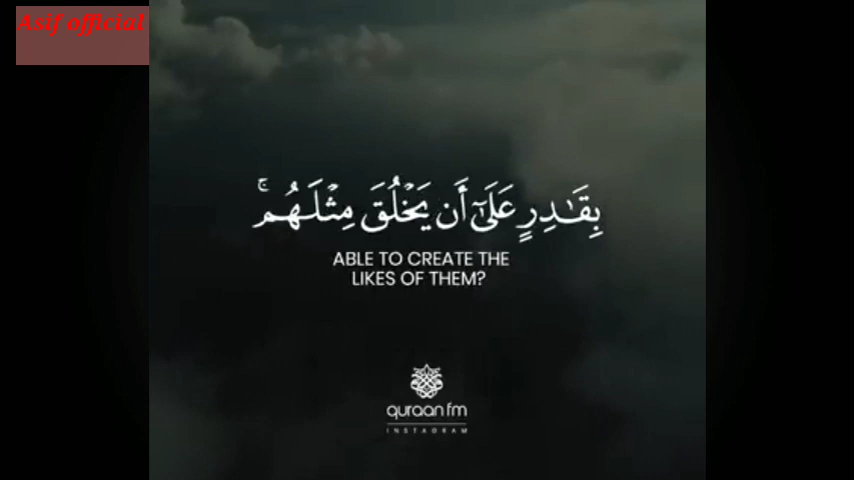 Asif official
بِقَـٰدِرٍ عَلَىٰٓ أَن يَخْلُقَ مِثْلَهُم ۚ
ABLE TO CREATE THE
LIKES OF THEM?
quraan fm
INSTAGRAM